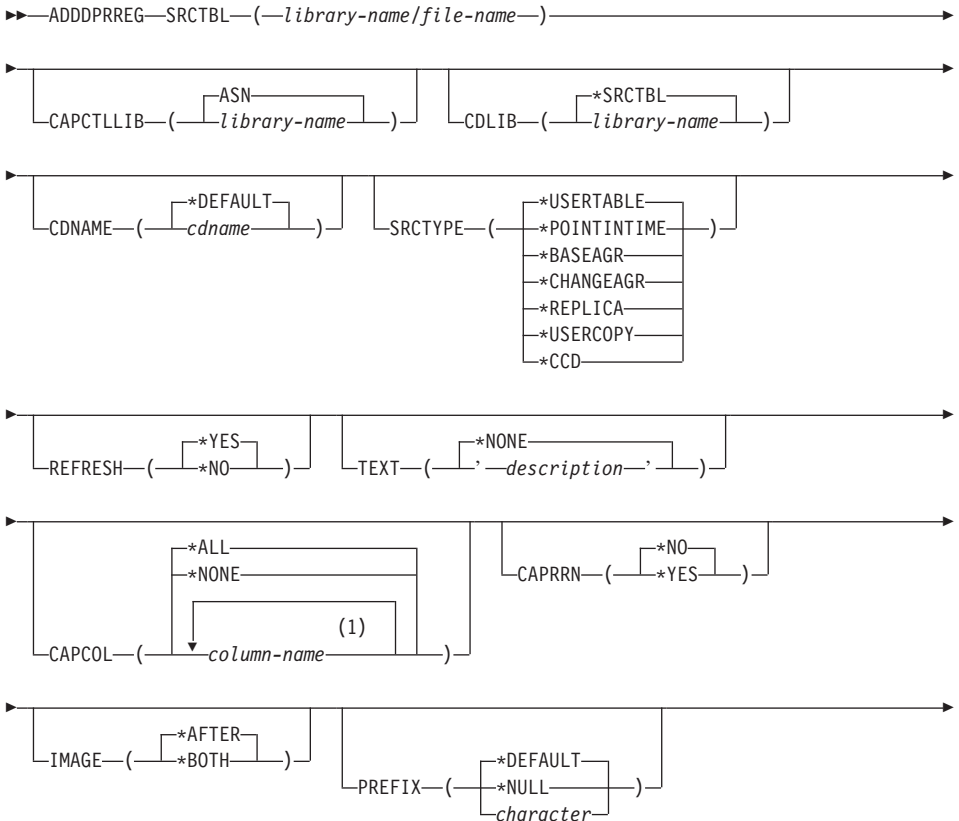 ADDDPRREG SRCTBL ( library-name/file-name )
ASN *SRCTBL
CAPCTLLIB ( library-name ) CDLIB ( library-name )
*DEFAULT *USERTABLE
CDNAME ( cdname ) SRCTYPE ( *POINTINTIME )
*BASEAGR
*CHANGEAGR
*REPLICA
*USERCOPY
*CCD
*YES *NONE
REFRESH ( *NO ) TEXT ( ' description ' )
*ALL *NO
*NONE CAPRRN ( *YES )
(1)
CAPCOL ( column-name )
*AFTER *DEFAULT
IMAGE ( *BOTH ) PREFIX ( *NULL )
character